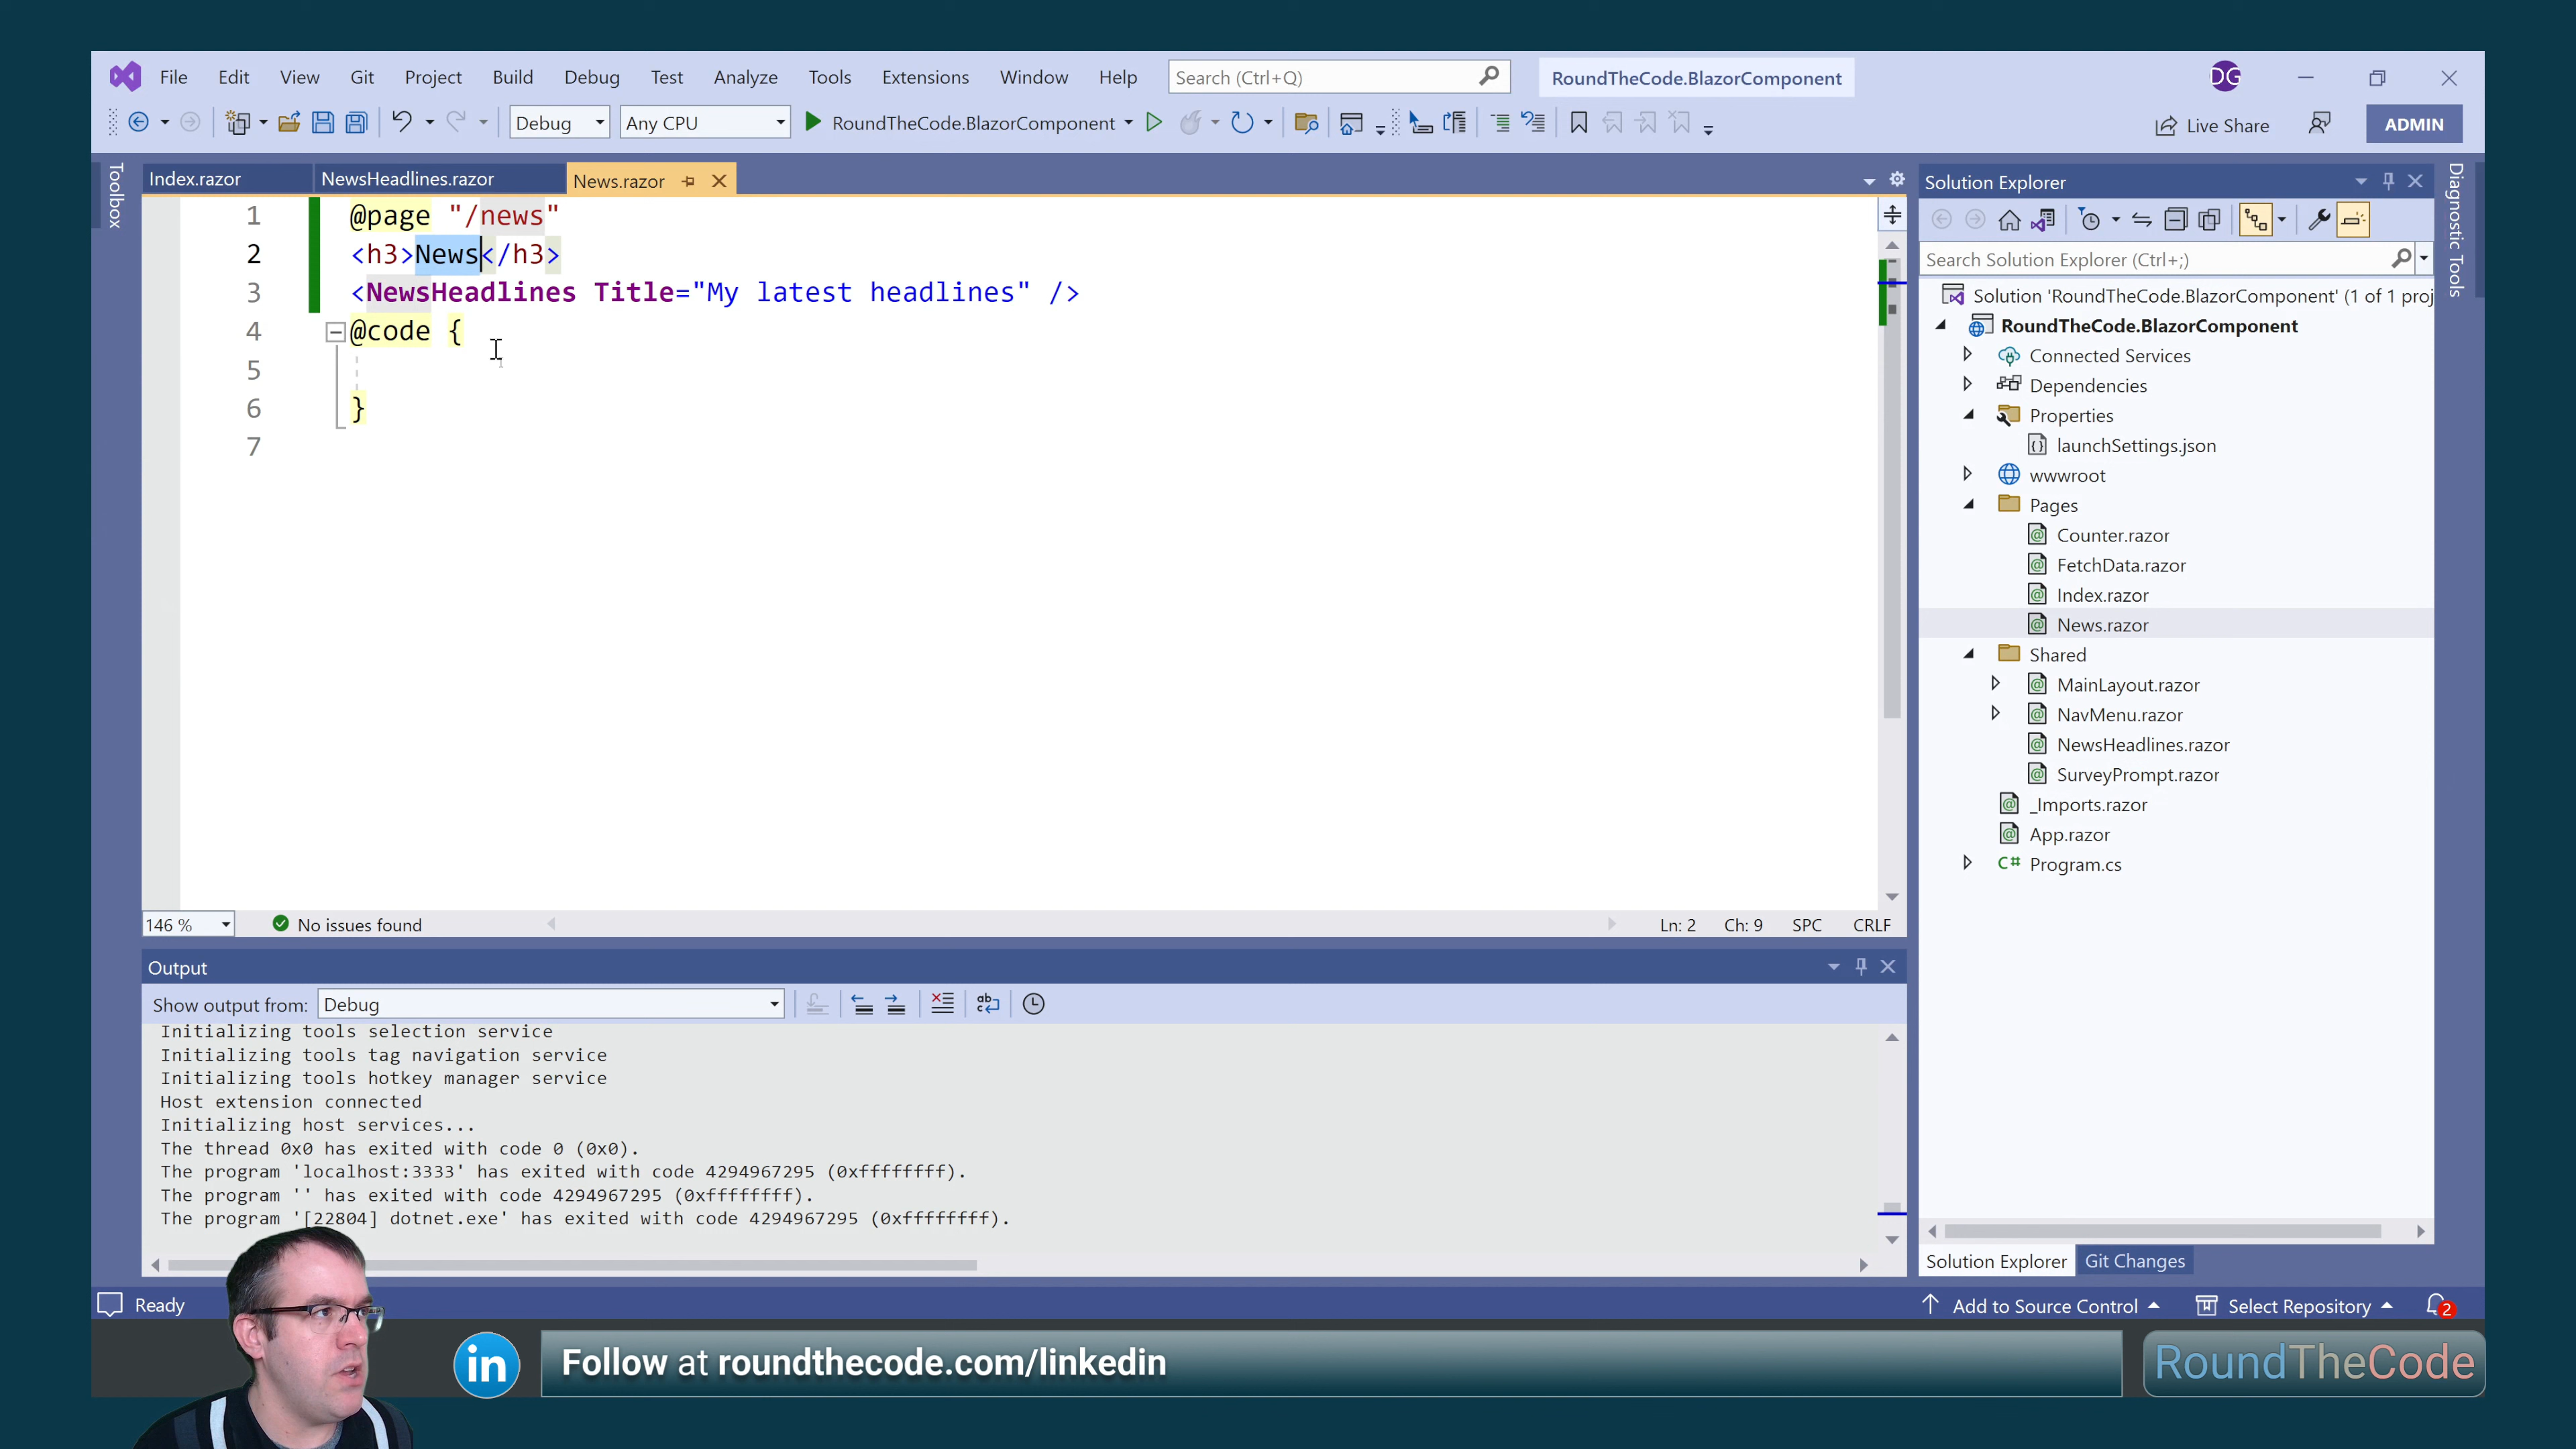 File Edit View Git Project Build Debug Test Analyze Tools Extensions Window Help Search (Ctrl+Q) RoundTheCode.BlazorComponent DG
Debug Any CPU RoundTheCode.BlazorComponent Live Share ADMIN
Toolbox
Index.razor NewsHeadlines.razor News.razor
1 @page "/news"
2 <h3>News</h3>
3 <NewsHeadlines Title="My latest headlines" />
4 @code {
5
6 }
7
146 % No issues found Ln: 2 Ch: 9 SPC CRLF
Output
Show output from: Debug
Initializing tools selection service
Initializing tools tag navigation service
Initializing tools hotkey manager service
Host extension connected
Initializing host services...
The thread 0x0 has exited with code 0 (0x0).
The program 'localhost:3333' has exited with code 4294967295 (0xffffffff).
The program '' has exited with code 4294967295 (0xffffffff).
The program '[22804] dotnet.exe' has exited with code 4294967295 (0xffffffff).
Solution Explorer
Search Solution Explorer (Ctrl+;)
Solution 'RoundTheCode.BlazorComponent' (1 of 1 proj
RoundTheCode.BlazorComponent
Connected Services
Dependencies
Properties
launchSettings.json
wwwroot
Pages
Counter.razor
FetchData.razor
Index.razor
News.razor
Shared
MainLayout.razor
NavMenu.razor
NewsHeadlines.razor
SurveyPrompt.razor
_Imports.razor
App.razor
C# Program.cs
Solution Explorer Git Changes
Diagnostic Tools
Ready Add to Source Control Select Repository 2
in Follow at roundthecode.com/linkedin RoundTheCode